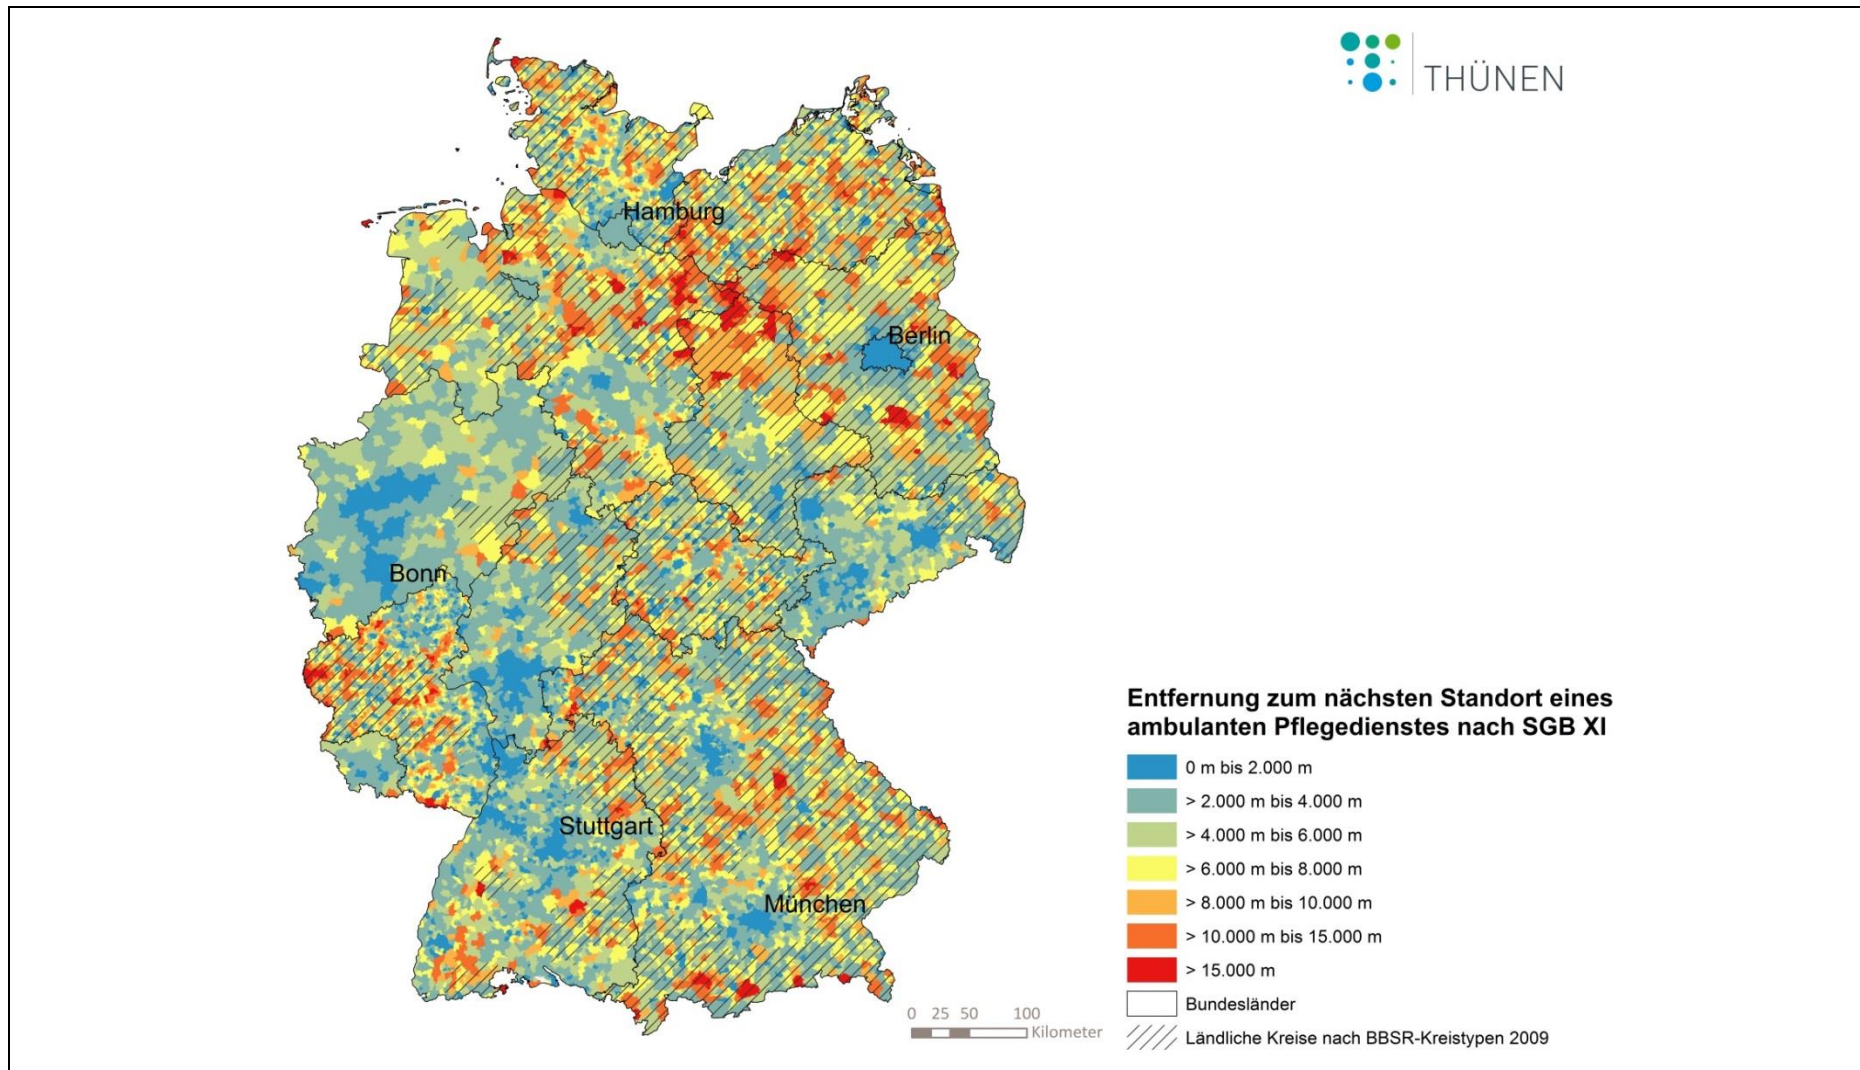 THÜNEN
Hamburg
Berlin
Bonn
Stuttgart
München
Entfernung zum nächsten Standort eines
ambulanten Pflegedienstes nach SGB XI
0 m bis 2.000 m
> 2.000 m bis 4.000 m
> 4.000 m bis 6.000 m
> 6.000 m bis 8.000 m
> 8.000 m bis 10.000 m
> 10.000 m bis 15.000 m
> 15.000 m
Bundesländer
Ländliche Kreise nach BBSR-Kreistypen 2009
0 25 50 100
Kilometer